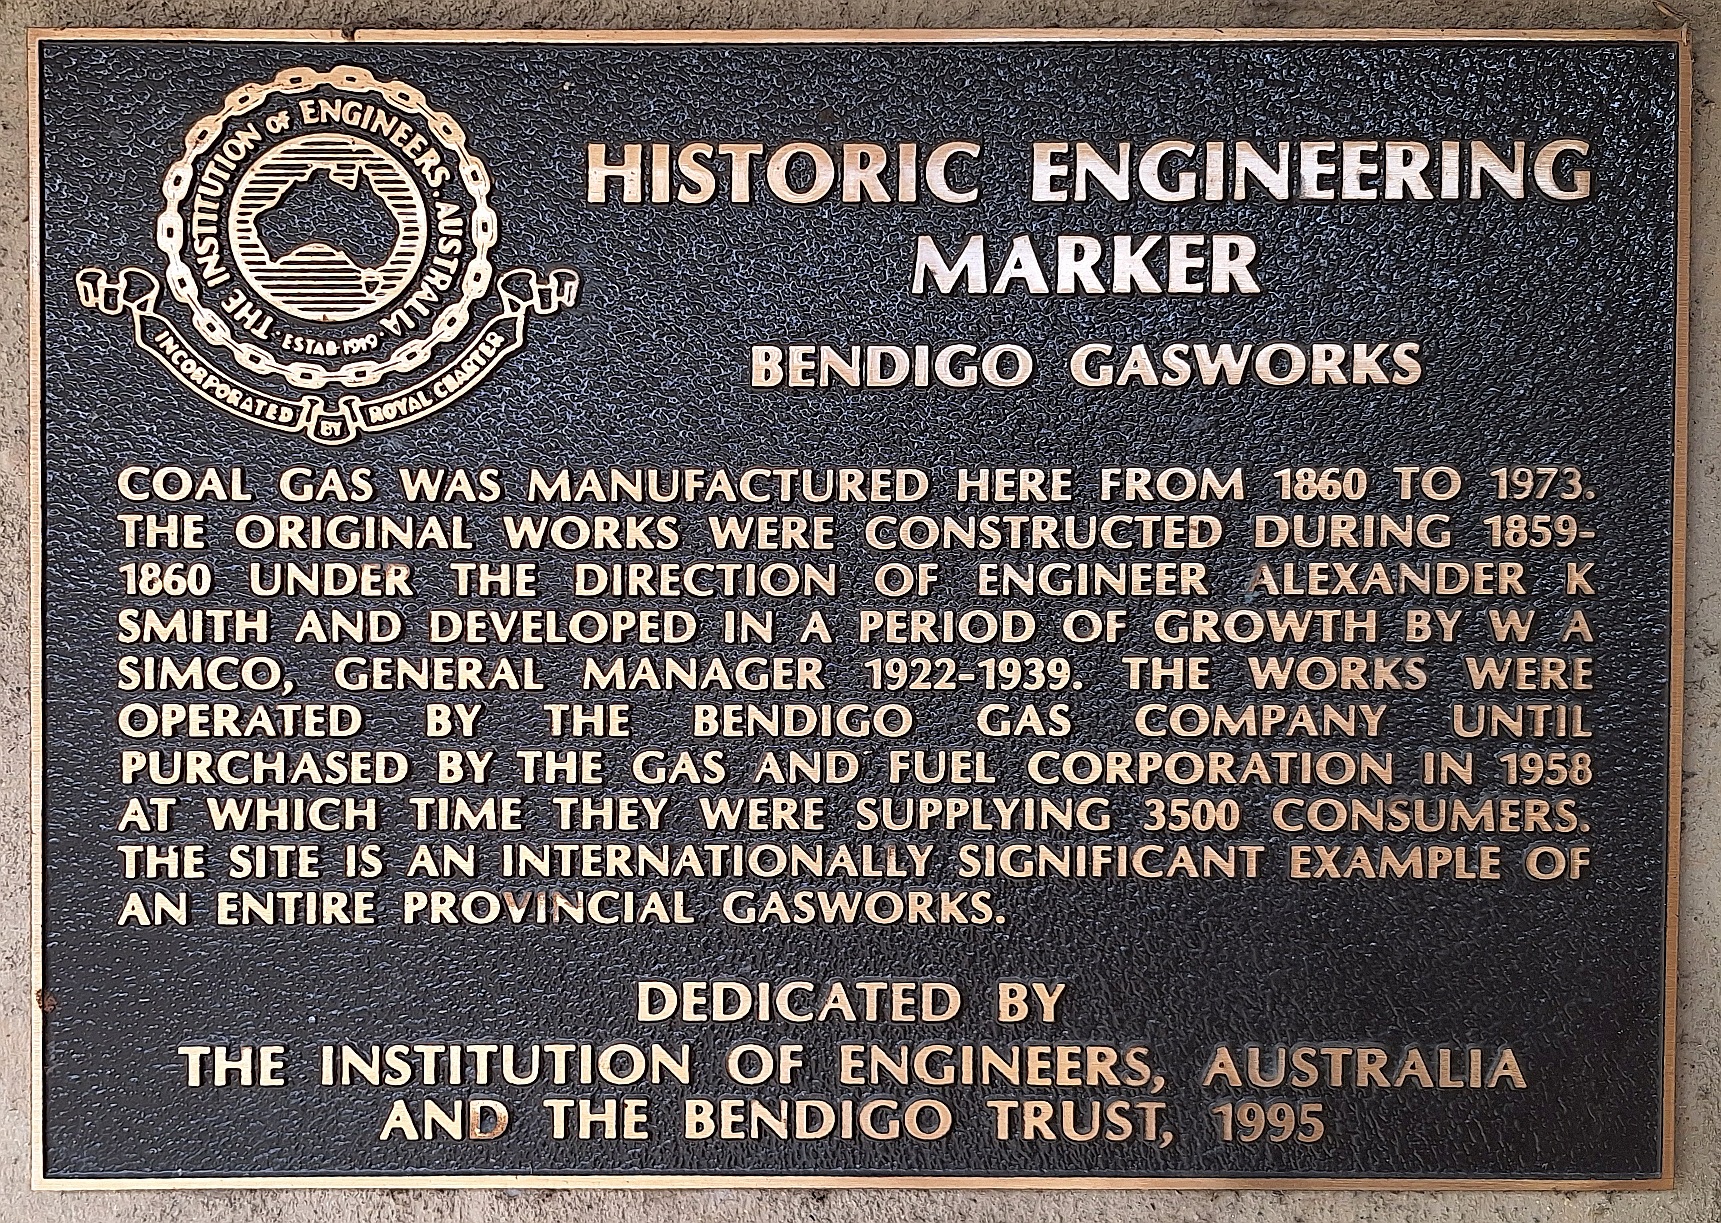 THE INSTITUTION OF ENGINEERS. AUSTRALIA.
ESTAB 1919
INCORPORATED BY ROYAL CHARTER
HISTORIC ENGINEERING
MARKER
BENDIGO GASWORKS
COAL GAS WAS MANUFACTURED HERE FROM 1860 TO 1973.
THE ORIGINAL WORKS WERE CONSTRUCTED DURING 1859-
1860 UNDER THE DIRECTION OF ENGINEER ALEXANDER K
SMITH AND DEVELOPED IN A PERIOD OF GROWTH BY W A
SIMCO, GENERAL MANAGER 1922-1939. THE WORKS WERE
OPERATED BY THE BENDIGO GAS COMPANY UNTIL
PURCHASED BY THE GAS AND FUEL CORPORATION IN 1958
AT WHICH TIME THEY WERE SUPPLYING 3500 CONSUMERS.
THE SITE IS AN INTERNATIONALLY SIGNIFICANT EXAMPLE OF
AN ENTIRE PROVINCIAL GASWORKS.
DEDICATED BY
THE INSTITUTION OF ENGINEERS, AUSTRALIA
AND THE BENDIGO TRUST, 1995